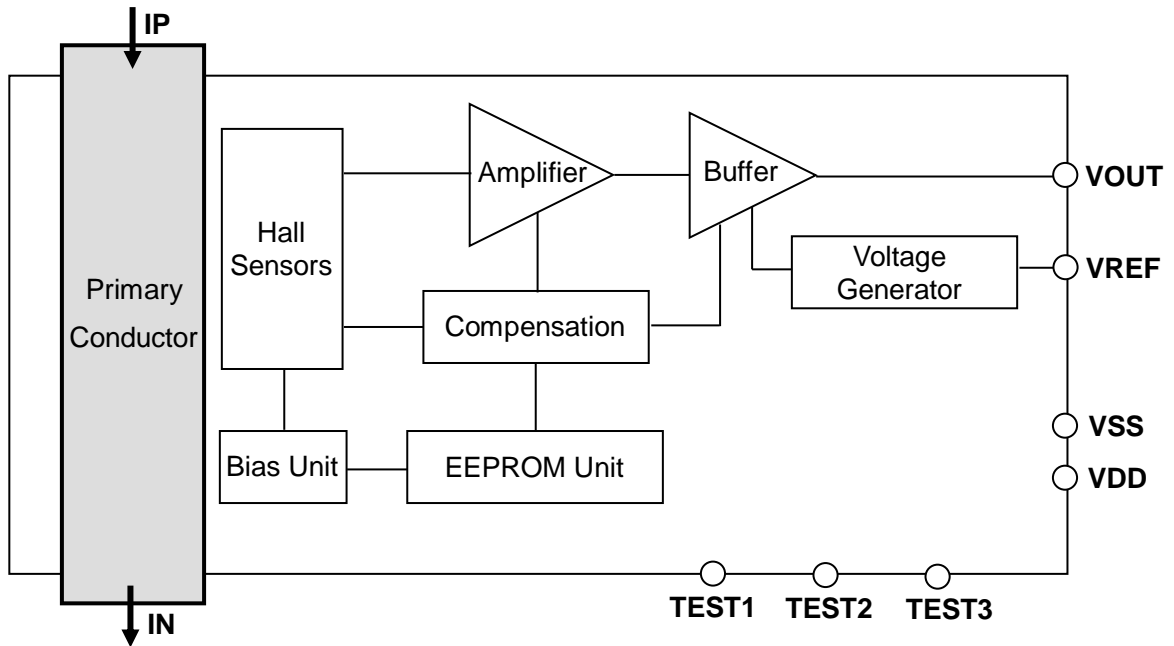 IP
Amplifier
Buffer
VOUT
Hall
Sensors
Voltage
Generator
VREF
Primary
Conductor
Compensation
VSS
Bias Unit
EEPROM Unit
VDD
TEST1
TEST2
TEST3
IN